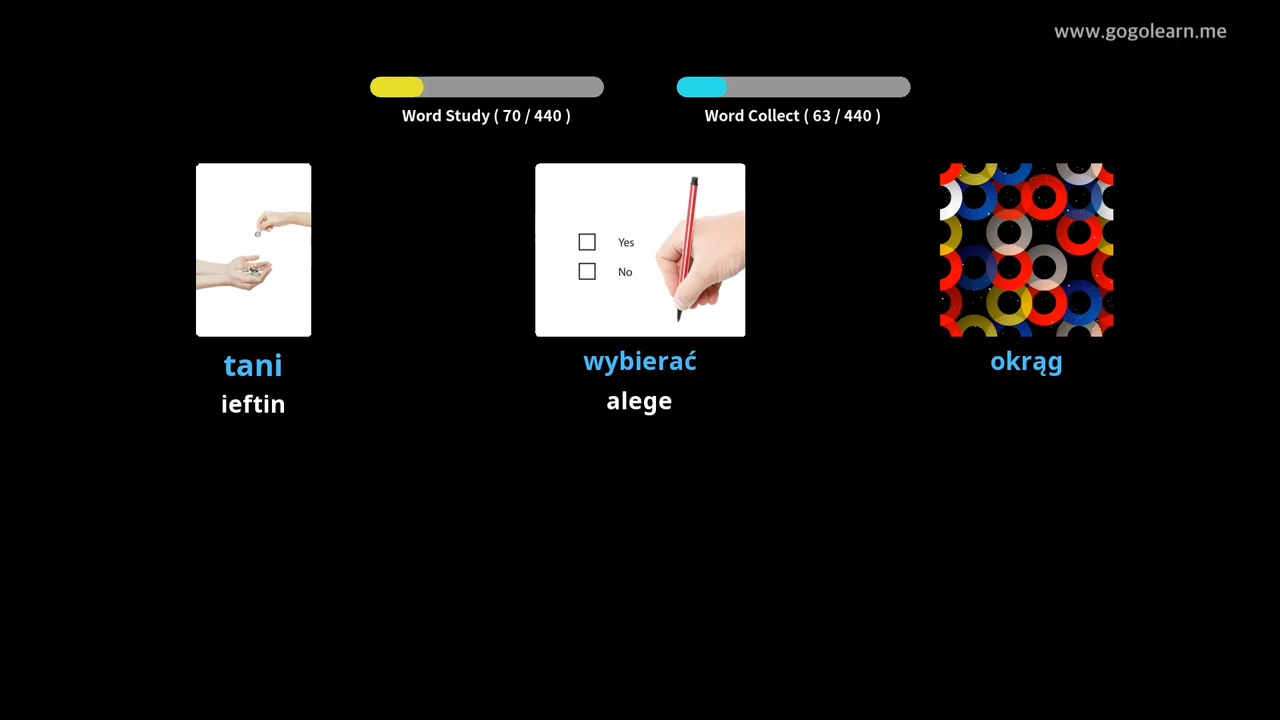 www.gogolearn.me
Word Study ( 70 / 440 )
Word Collect ( 63 / 440 )
Yes
No
tani
wybierać
okrąg
ieftin
alege